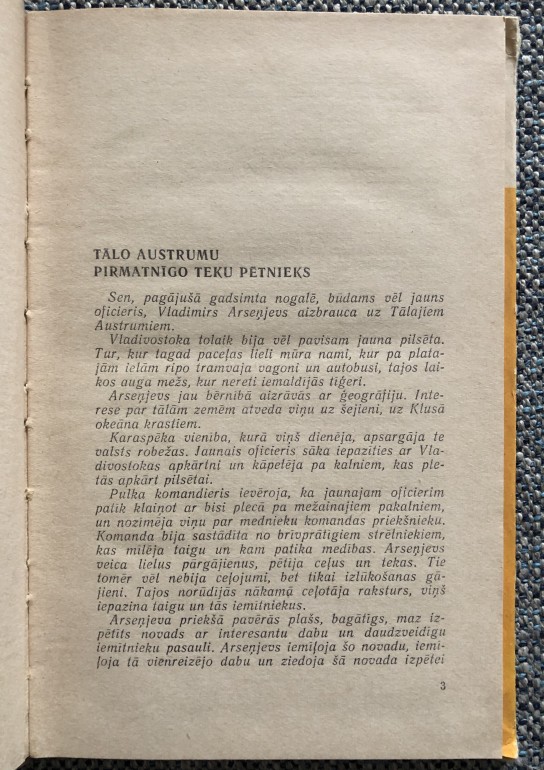 TĀLO AUSTRUMU
PIRMATNĪGO TEKU PĒTNIEKS
Sen, pagājušā gadsimta nogalē, būdams vēl jauns
oficieris, Vladimirs Arseņjevs aizbrauca uz Tālajiem
Austrumiem.
Vladivostoka tolaik bija vēl pavisam jauna pilsēta.
Tur, kur tagad paceļas lieli mūra nami, kur pa plata-
jām ielām ripo tramvaja vagoni un autobusi, tajos lai-
kos auga mežs, kur nereti iemaldījās tīģeri.
Arseņjevs jau bērnībā aizrāvās ar ģeogrāfiju. Inte-
rese par tālām zemēm atveda viņu uz šejieni, uz Klusā
okeāna krastiem.
Karaspēka vienība, kurā viņš dienēja, apsargāja te
valsts robežas. Jaunais oficieris sāka iepazīties ar Vla-
divostokas apkārtni un kāpelēja pa kalniem, kas ple-
tās apkārt pilsētai.
Pulka komandieris ievēroja, ka jaunajam oficierim
patīk klaiņot ar bisi plecā pa mežainajiem pakalniem,
un nozīmēja viņu par mednieku komandas priekšnieku.
Komanda bija sastādīta no brīvprātīgiem strēlniekiem,
kas mīlēja taigu un kam patika medības. Arseņjevs
veica lielus pārgājienus, pētīja ceļus un tekas. Tie
tomēr vēl nebija ceļojumi, bet tikai izlūkošanas gā-
jieni. Tajos norūdījās nākamā ceļotāja raksturs, viņš
iepazina taigu un tās iemītniekus.
Arseņjeva priekšā pavērās plašs, bagātīgs, maz iz-
pētīts novads ar interesantu dabu un daudzveidīgu
iemītnieku pasauli. Arseņjevs iemīļoja šo novadu, iemī-
ļoja tā vienreizējo dabu un ziedoja šā novada izpētei
3